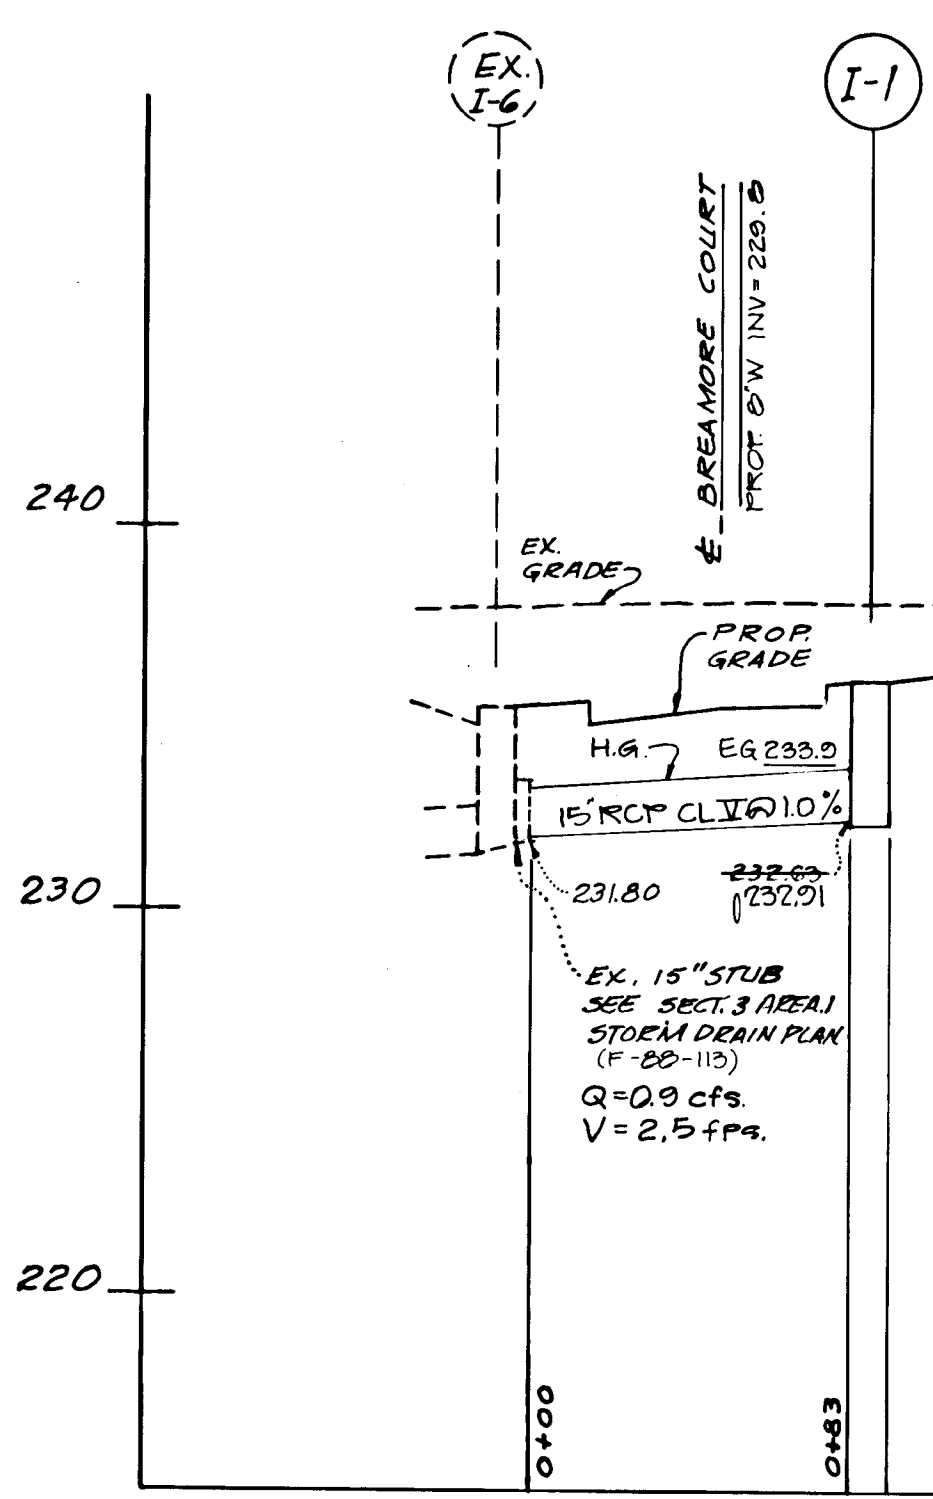 EX.
I-6
I-1
℄ BREAMORE COURT
PROT. 8"W INV=229.8
240
EX.
GRADE
PROP.
GRADE
H.G.
EG 233.9
15" RCP CL V @ 1.0%
230
231.80
232.63
232.91
EX. 15" STUB
SEE SECT. 3 AREA.1
STORM DRAIN PLAN
(F-88-113)
Q=0.9 cfs.
V=2.5 fps.
220
0+00
0+83